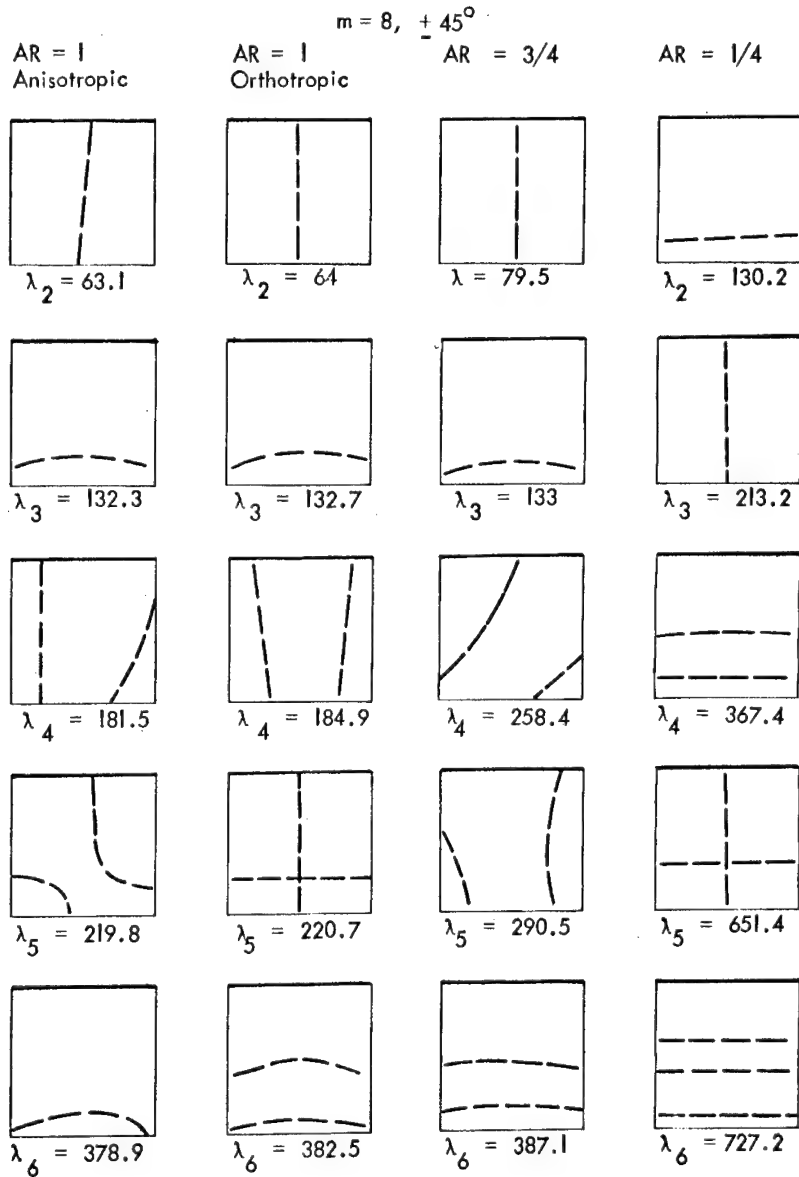 m = 8, ± 45°
AR = 1 AR = 1 AR = 3/4 AR = 1/4
Anisotropic Orthotropic
λ2 = 63.1 λ2 = 64 λ = 79.5 λ2 = 130.2
λ3 = 132.3 λ3 = 132.7 λ3 = 133 λ3 = 213.2
λ4 = 181.5 λ4 = 184.9 λ4 = 258.4 λ4 = 367.4
λ5 = 219.8 λ5 = 220.7 λ5 = 290.5 λ5 = 651.4
λ6 = 378.9 λ6 = 382.5 λ6 = 387.1 λ6 = 727.2